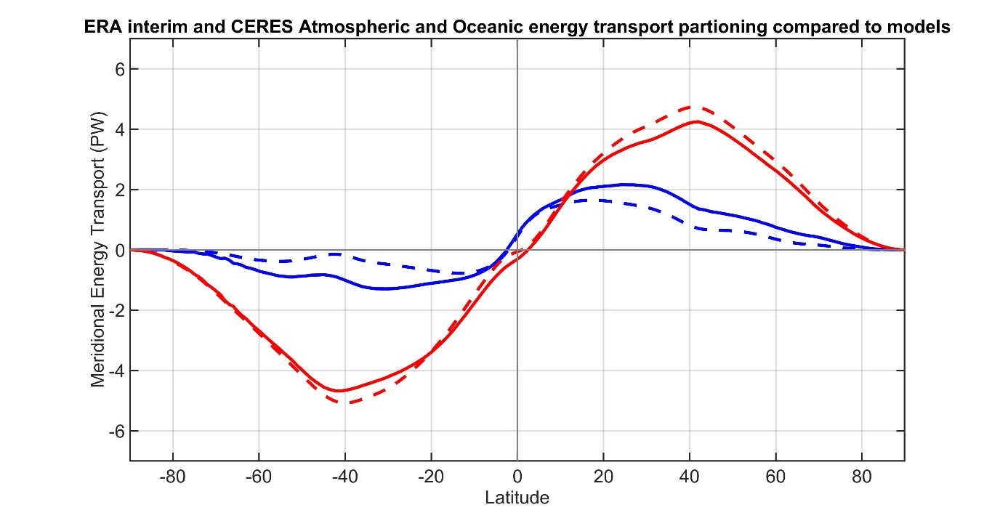 ERA interim and CERES Atmospheric and Oceanic energy transport partioning compared to models
Meridional Energy Transport (PW)
6
4
2
0
-2
-4
-6
-80 -60 -40 -20 0 20 40 60 80
Latitude